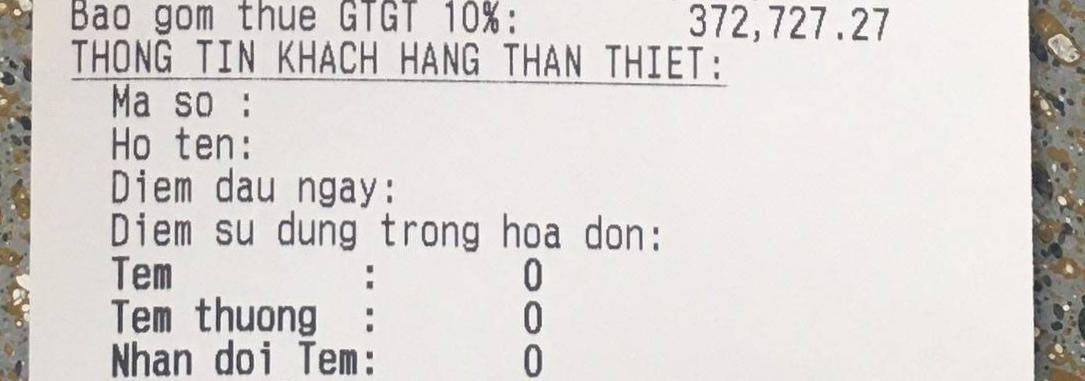 Bao gom thue GTGT 10%: 372,727.27
THONG TIN KHACH HANG THAN THIET:
Ma so :
Ho ten:
Diem dau ngay:
Diem su dung trong hoa don:
Tem : 0
Tem thuong : 0
Nhan doi Tem: 0